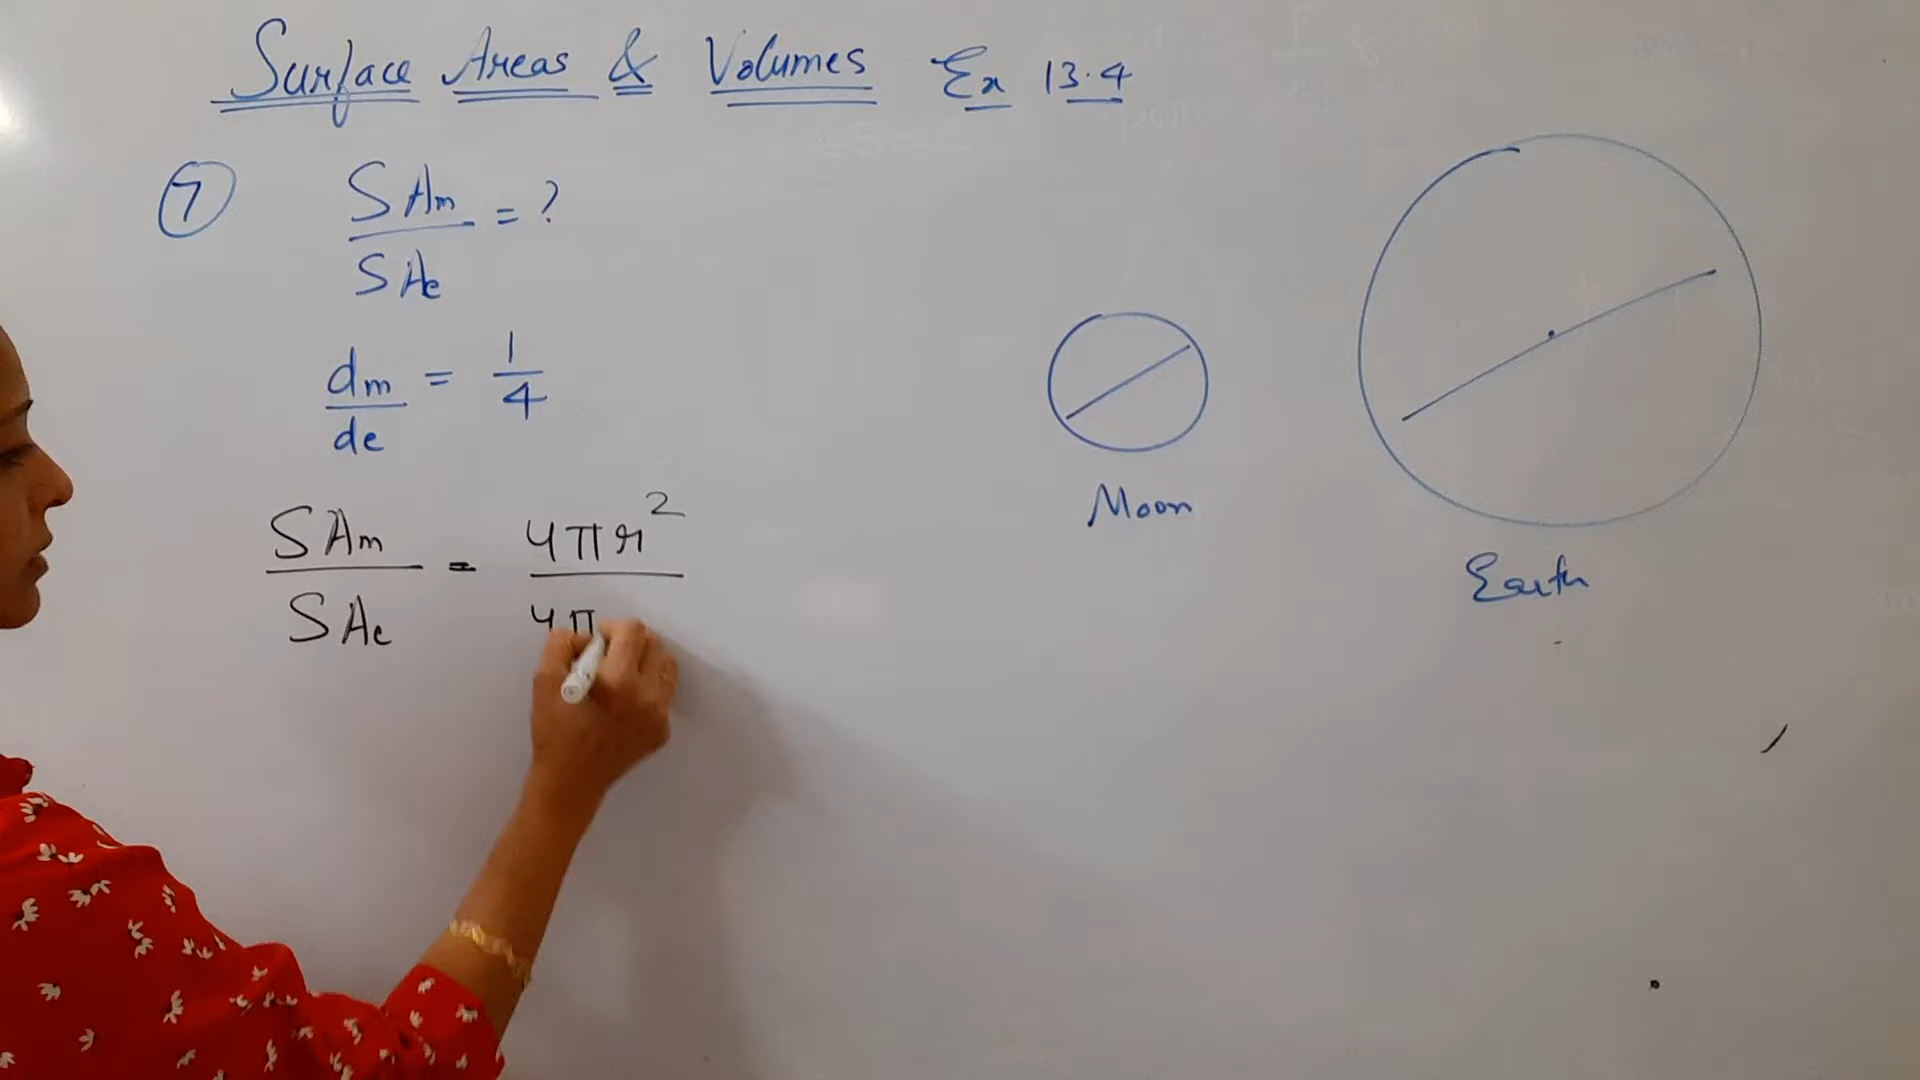 Surface Areas & Volumes Ex 13.4
7
SAm
SAe
= ?
dm
de
=
1
4
SAm
SAe
=
4πr²
4π
Moon
Earth